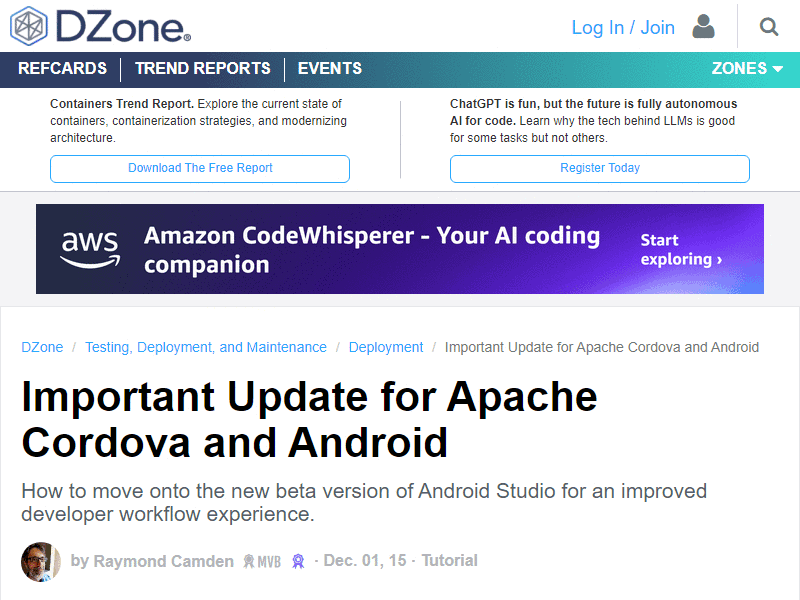 DZone®
Log In / Join
REFCARDS
TREND REPORTS
EVENTS
ZONES
Containers Trend Report. Explore the current state of
containers, containerization strategies, and modernizing
architecture.
Download The Free Report
ChatGPT is fun, but the future is fully autonomous
AI for code. Learn why the tech behind LLMs is good
for some tasks but not others.
Register Today
aws
Amazon CodeWhisperer - Your AI coding
companion
Start
exploring ›
DZone / Testing, Deployment, and Maintenance / Deployment / Important Update for Apache Cordova and Android
Important Update for Apache
Cordova and Android
How to move onto the new beta version of Android Studio for an improved
developer workflow experience.
by Raymond Camden MVB · Dec. 01, 15 · Tutorial